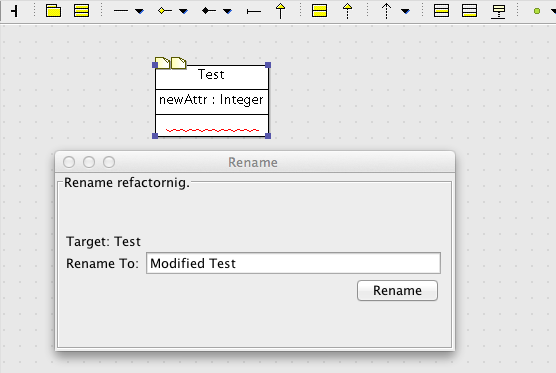 Test
newAttr : Integer
Rename
Rename refactornig.
Target: Test
Rename To: Modified Test
Rename